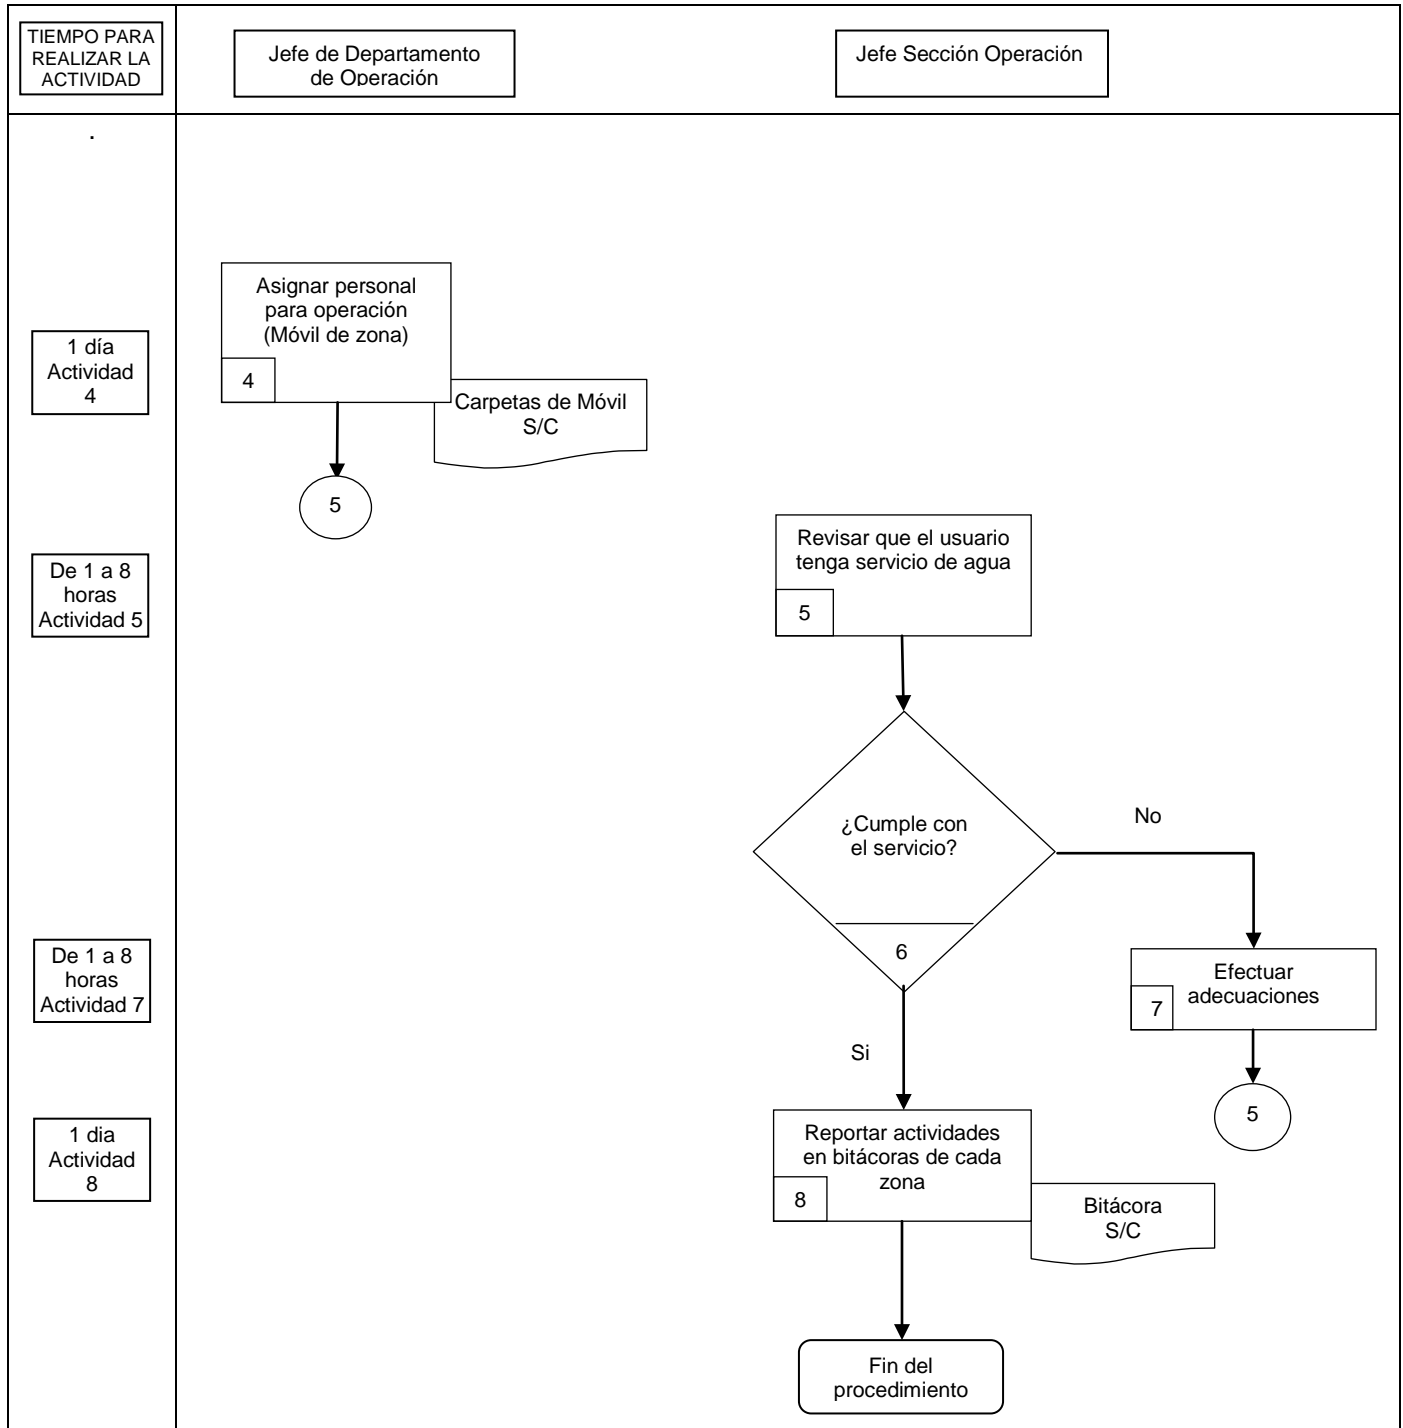 TIEMPO PARA
REALIZAR LA
ACTIVIDAD
Jefe de Departamento
de Operación
Jefe Sección Operación
.
Asignar personal
para operación
(Móvil de zona)
4
1 día
Actividad
4
Carpetas de Móvil
S/C
5
Revisar que el usuario
tenga servicio de agua
5
De 1 a 8
horas
Actividad 5
¿Cumple con
el servicio?
6
No
De 1 a 8
horas
Actividad 7
Efectuar
adecuaciones
7
Si
5
1 dia
Actividad
8
Reportar actividades
en bitácoras de cada
zona
8
Bitácora
S/C
Fin del
procedimiento